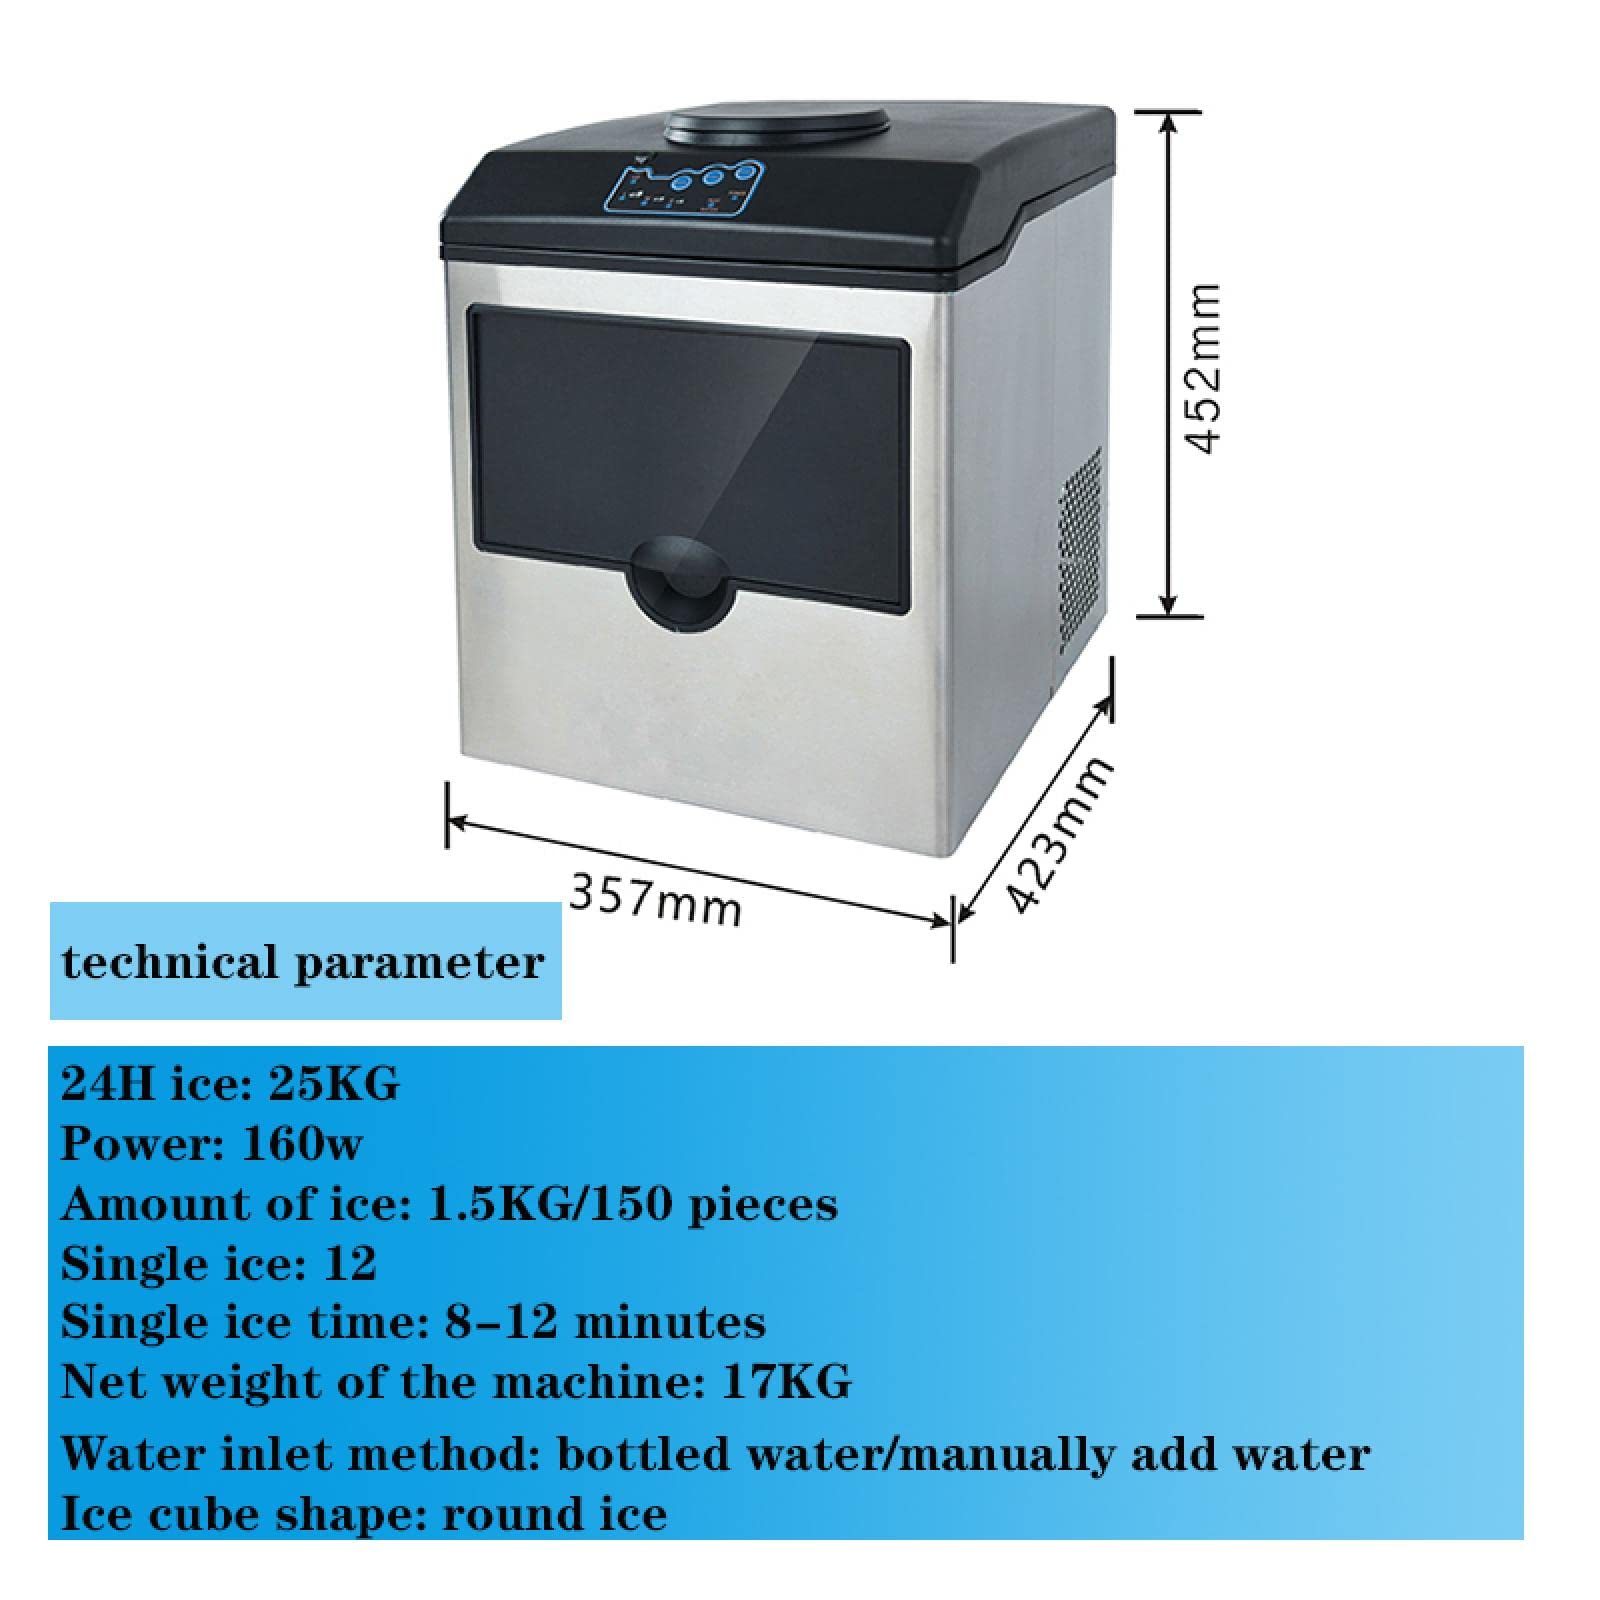 452mm
423mm
357mm
technical parameter
24H ice: 25KG
Power: 160w
Amount of ice: 1.5KG/150 pieces
Single ice: 12
Single ice time: 8-12 minutes
Net weight of the machine: 17KG
Water inlet method: bottled water/manually add water
Ice cube shape: round ice